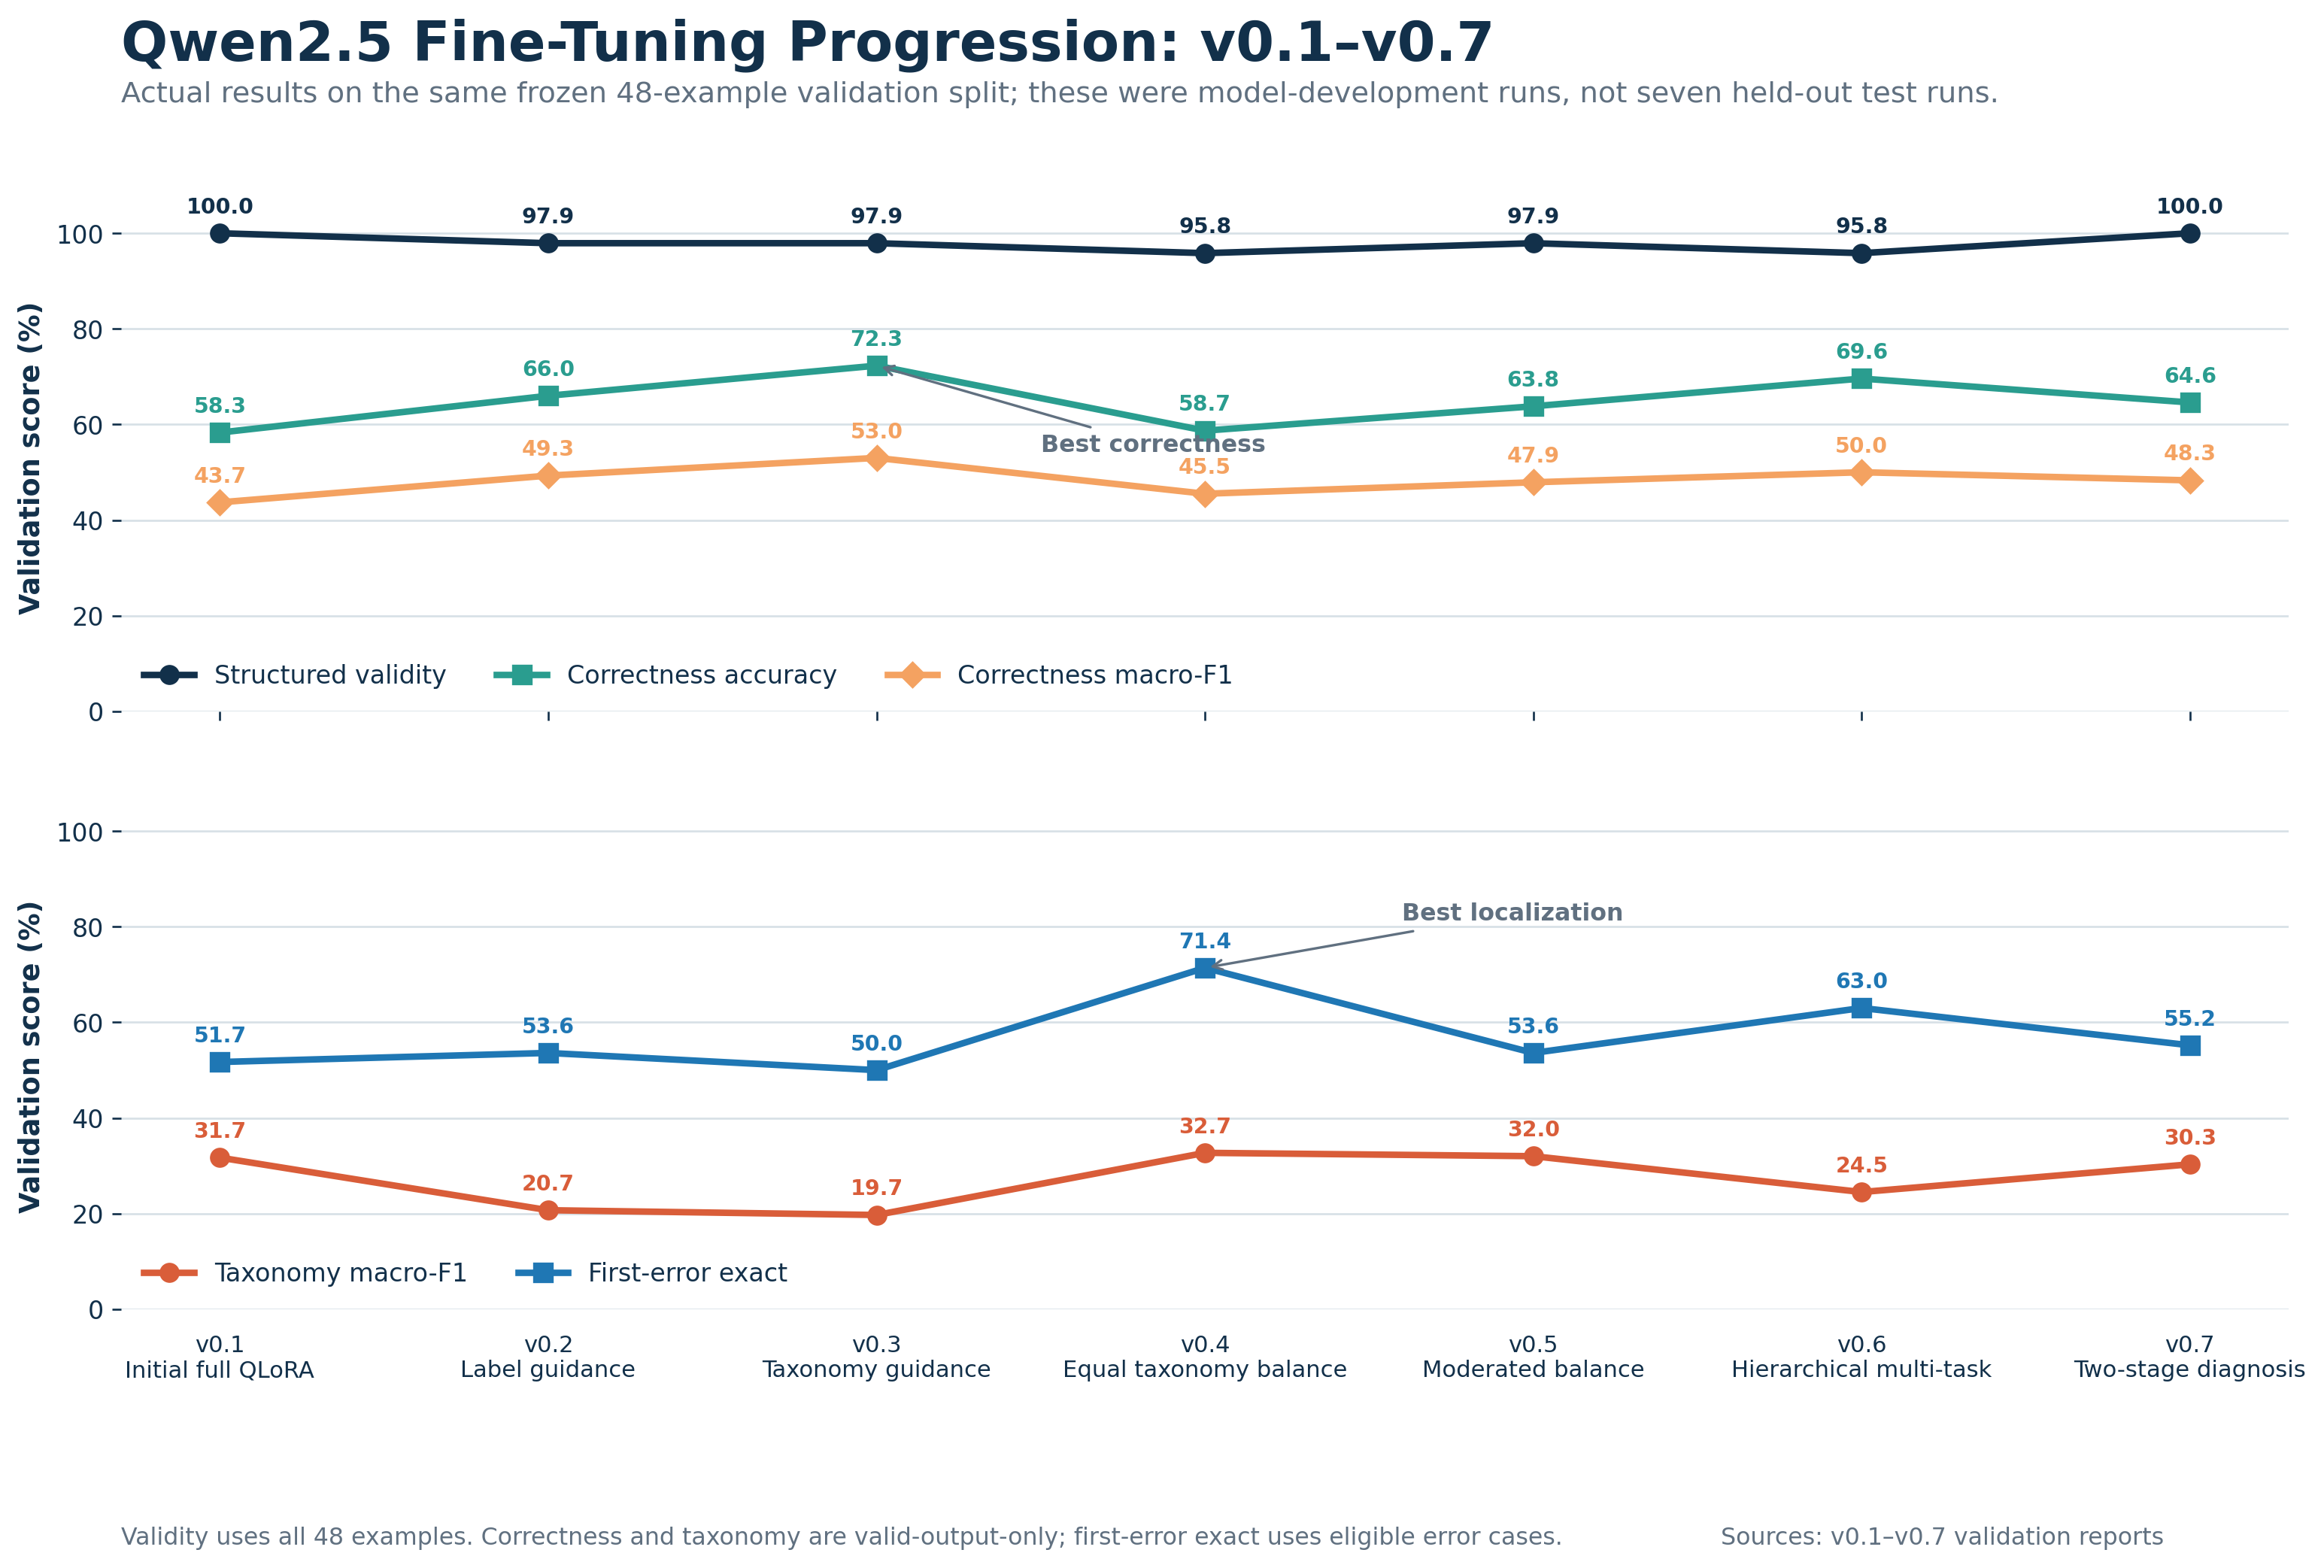 Qwen2.5 Fine-Tuning Progression: v0.1–v0.7
Actual results on the same frozen 48-example validation split; these were model-development runs, not seven held-out test runs.
Validation score (%)
100
80
60
40
20
0
100.0
97.9
97.9
95.8
97.9
95.8
100.0
58.3
66.0
72.3
58.7
63.8
69.6
64.6
43.7
49.3
53.0
45.5
47.9
50.0
48.3
Best correctness
Structured validity
Correctness accuracy
Correctness macro-F1
Validation score (%)
100
80
60
40
20
0
Best localization
51.7
53.6
50.0
71.4
53.6
63.0
55.2
31.7
20.7
19.7
32.7
32.0
24.5
30.3
Taxonomy macro-F1
First-error exact
v0.1
Initial full QLoRA
v0.2
Label guidance
v0.3
Taxonomy guidance
v0.4
Equal taxonomy balance
v0.5
Moderated balance
v0.6
Hierarchical multi-task
v0.7
Two-stage diagnosis
Validity uses all 48 examples. Correctness and taxonomy are valid-output-only; first-error exact uses eligible error cases.
Sources: v0.1–v0.7 validation reports